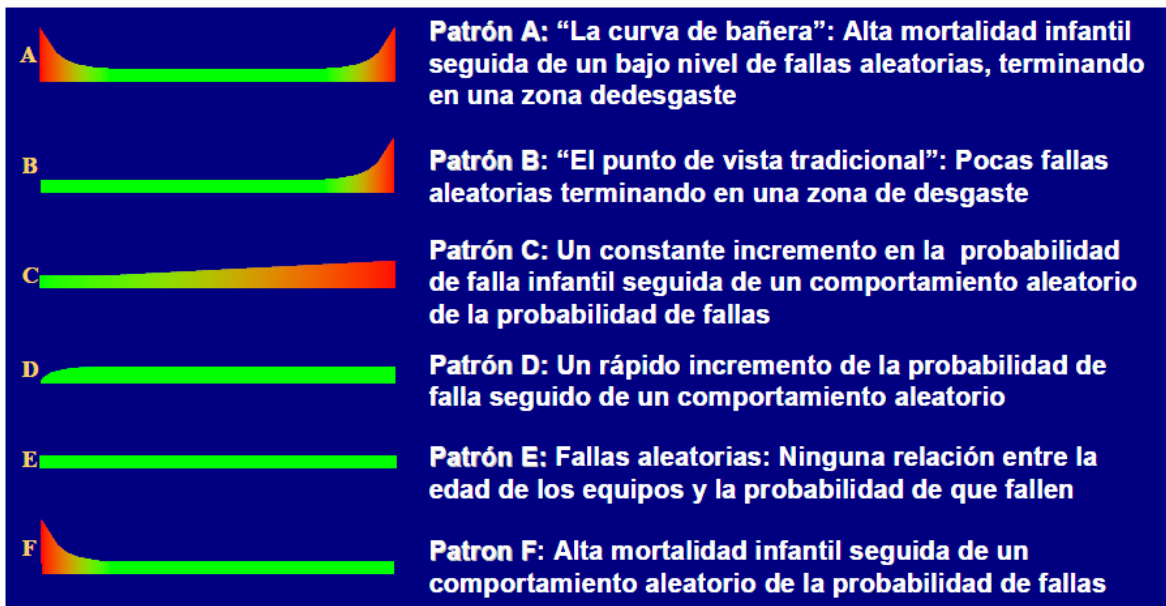 A
Patrón A: “La curva de bañera”: Alta mortalidad infantil
seguida de un bajo nivel de fallas aleatorias, terminando
en una zona dedesgaste
B
Patrón B: “El punto de vista tradicional”: Pocas fallas
aleatorias terminando en una zona de desgaste
C
Patrón C: Un constante incremento en la probabilidad
de falla infantil seguida de un comportamiento aleatorio
de la probabilidad de fallas
D
Patrón D: Un rápido incremento de la probabilidad de
falla seguido de un comportamiento aleatorio
E
Patrón E: Fallas aleatorias: Ninguna relación entre la
edad de los equipos y la probabilidad de que fallen
F
Patron F: Alta mortalidad infantil seguida de un
comportamiento aleatorio de la probabilidad de fallas